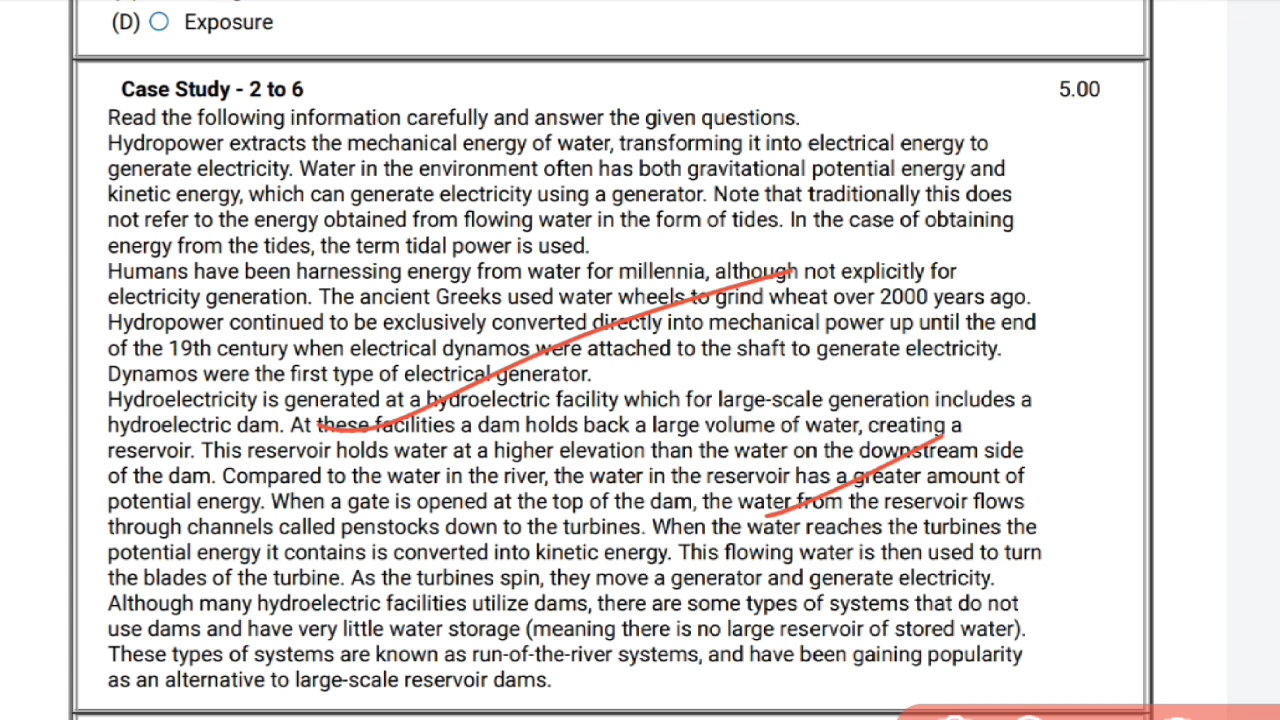 (D) Exposure
Case Study - 2 to 6 5.00
Read the following information carefully and answer the given questions.
Hydropower extracts the mechanical energy of water, transforming it into electrical energy to
generate electricity. Water in the environment often has both gravitational potential energy and
kinetic energy, which can generate electricity using a generator. Note that traditionally this does
not refer to the energy obtained from flowing water in the form of tides. In the case of obtaining
energy from the tides, the term tidal power is used.
Humans have been harnessing energy from water for millennia, although not explicitly for
electricity generation. The ancient Greeks used water wheels to grind wheat over 2000 years ago.
Hydropower continued to be exclusively converted directly into mechanical power up until the end
of the 19th century when electrical dynamos were attached to the shaft to generate electricity.
Dynamos were the first type of electrical generator.
Hydroelectricity is generated at a hydroelectric facility which for large-scale generation includes a
hydroelectric dam. At these facilities a dam holds back a large volume of water, creating a
reservoir. This reservoir holds water at a higher elevation than the water on the downstream side
of the dam. Compared to the water in the river, the water in the reservoir has a greater amount of
potential energy. When a gate is opened at the top of the dam, the water from the reservoir flows
through channels called penstocks down to the turbines. When the water reaches the turbines the
potential energy it contains is converted into kinetic energy. This flowing water is then used to turn
the blades of the turbine. As the turbines spin, they move a generator and generate electricity.
Although many hydroelectric facilities utilize dams, there are some types of systems that do not
use dams and have very little water storage (meaning there is no large reservoir of stored water).
These types of systems are known as run-of-the-river systems, and have been gaining popularity
as an alternative to large-scale reservoir dams.